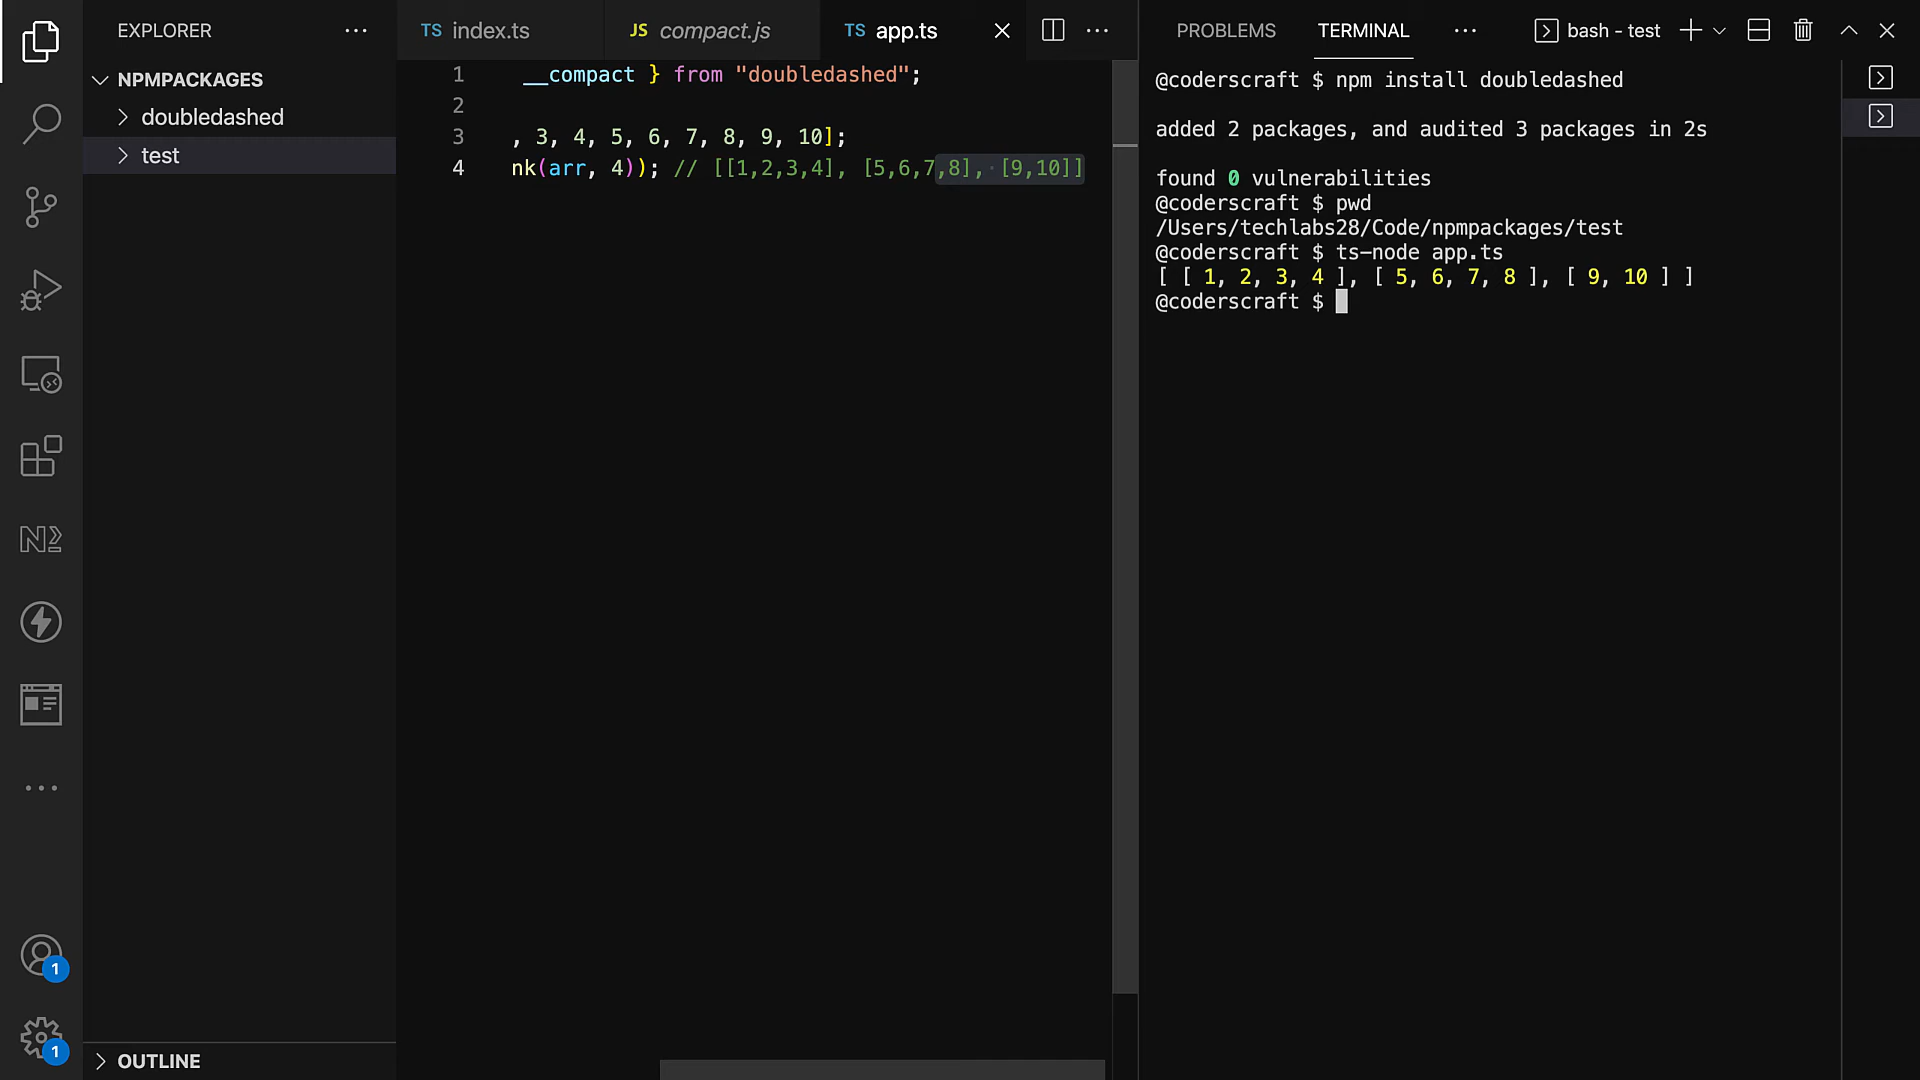 EXPLORER
NPMPACKAGES
doubledashed
test
OUTLINE
1
1
TS index.ts
JS compact.js
TS app.ts
1 __compact } from "doubledashed";
2
3 , 3, 4, 5, 6, 7, 8, 9, 10];
4 nk(arr, 4)); // [[1,2,3,4], [5,6,7,8], [9,10]]
PROBLEMS TERMINAL bash - test
@coderscraft $ npm install doubledashed
added 2 packages, and audited 3 packages in 2s
found 0 vulnerabilities
@coderscraft $ pwd
/Users/techlabs28/Code/npmpackages/test
@coderscraft $ ts-node app.ts
[ [ 1, 2, 3, 4 ], [ 5, 6, 7, 8 ], [ 9, 10 ] ]
@coderscraft $